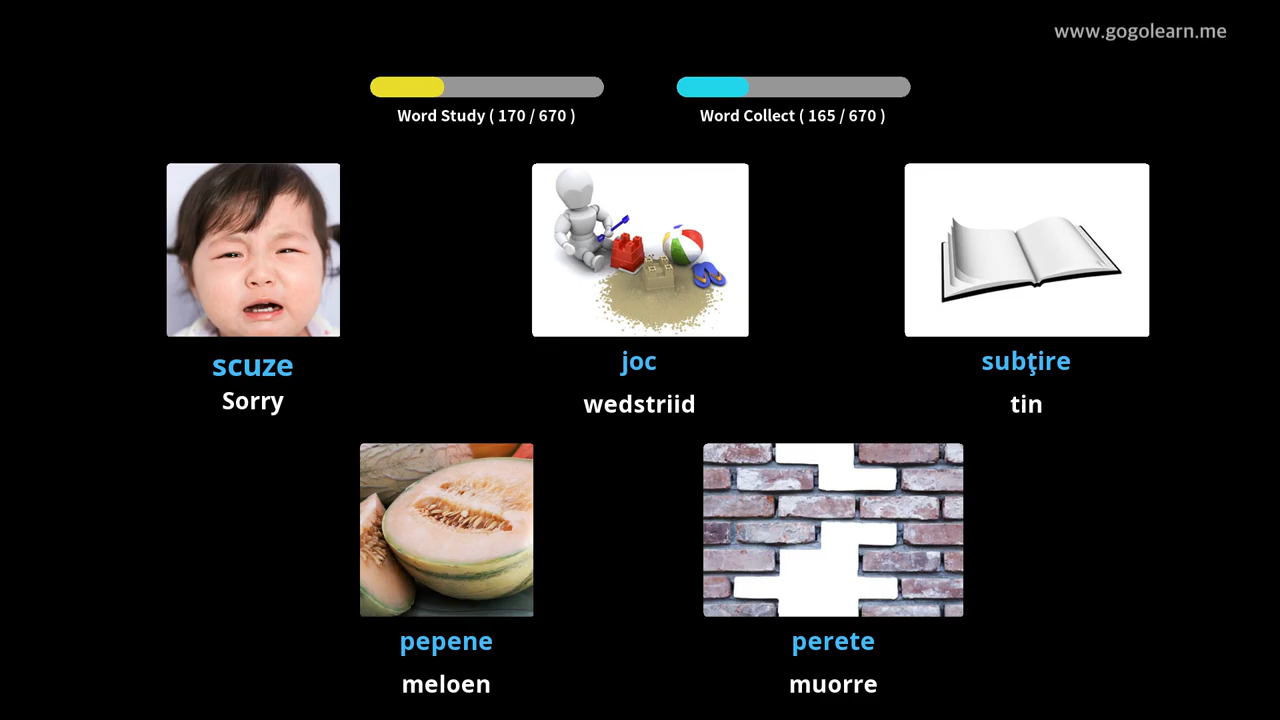 www.gogolearn.me
Word Study ( 170 / 670 )
Word Collect ( 165 / 670 )
scuze
Sorry
joc
wedstriid
subţire
tin
pepene
meloen
perete
muorre